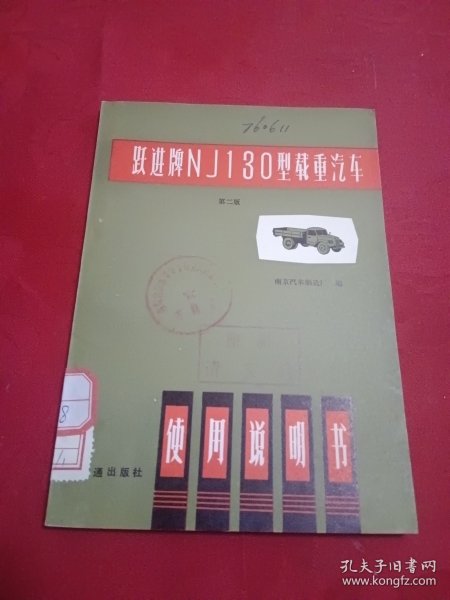 760611
跃进牌NJ130型载重汽车
第二版
南京汽车制造厂 编
8
使用说明书
通出版社
孔夫子旧书网
www.kongfz.com